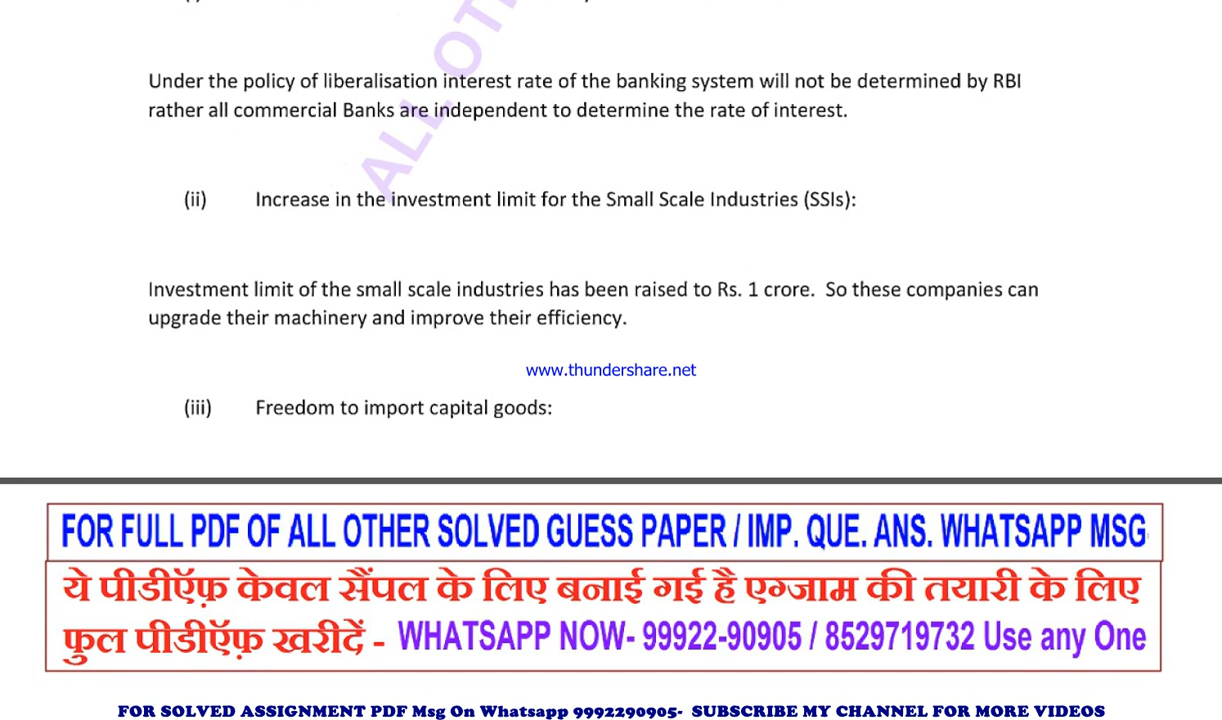 Under the policy of liberalisation interest rate of the banking system will not be determined by RBI
rather all commercial Banks are independent to determine the rate of interest.
ALL OT
(ii) Increase in the investment limit for the Small Scale Industries (SSIs):
Investment limit of the small scale industries has been raised to Rs. 1 crore. So these companies can
upgrade their machinery and improve their efficiency.
www.thundershare.net
(iii) Freedom to import capital goods:
FOR FULL PDF OF ALL OTHER SOLVED GUESS PAPER / IMP. QUE. ANS. WHATSAPP MSG
ये पीडीऍफ़ केवल सैंपल के लिए बनाई गई है एग्जाम की तयारी के लिए
फुल पीडीऍफ़ खरीदें - WHATSAPP NOW- 99922-90905 / 8529719732 Use any One
FOR SOLVED ASSIGNMENT PDF Msg On Whatsapp 9992290905- SUBSCRIBE MY CHANNEL FOR MORE VIDEOS